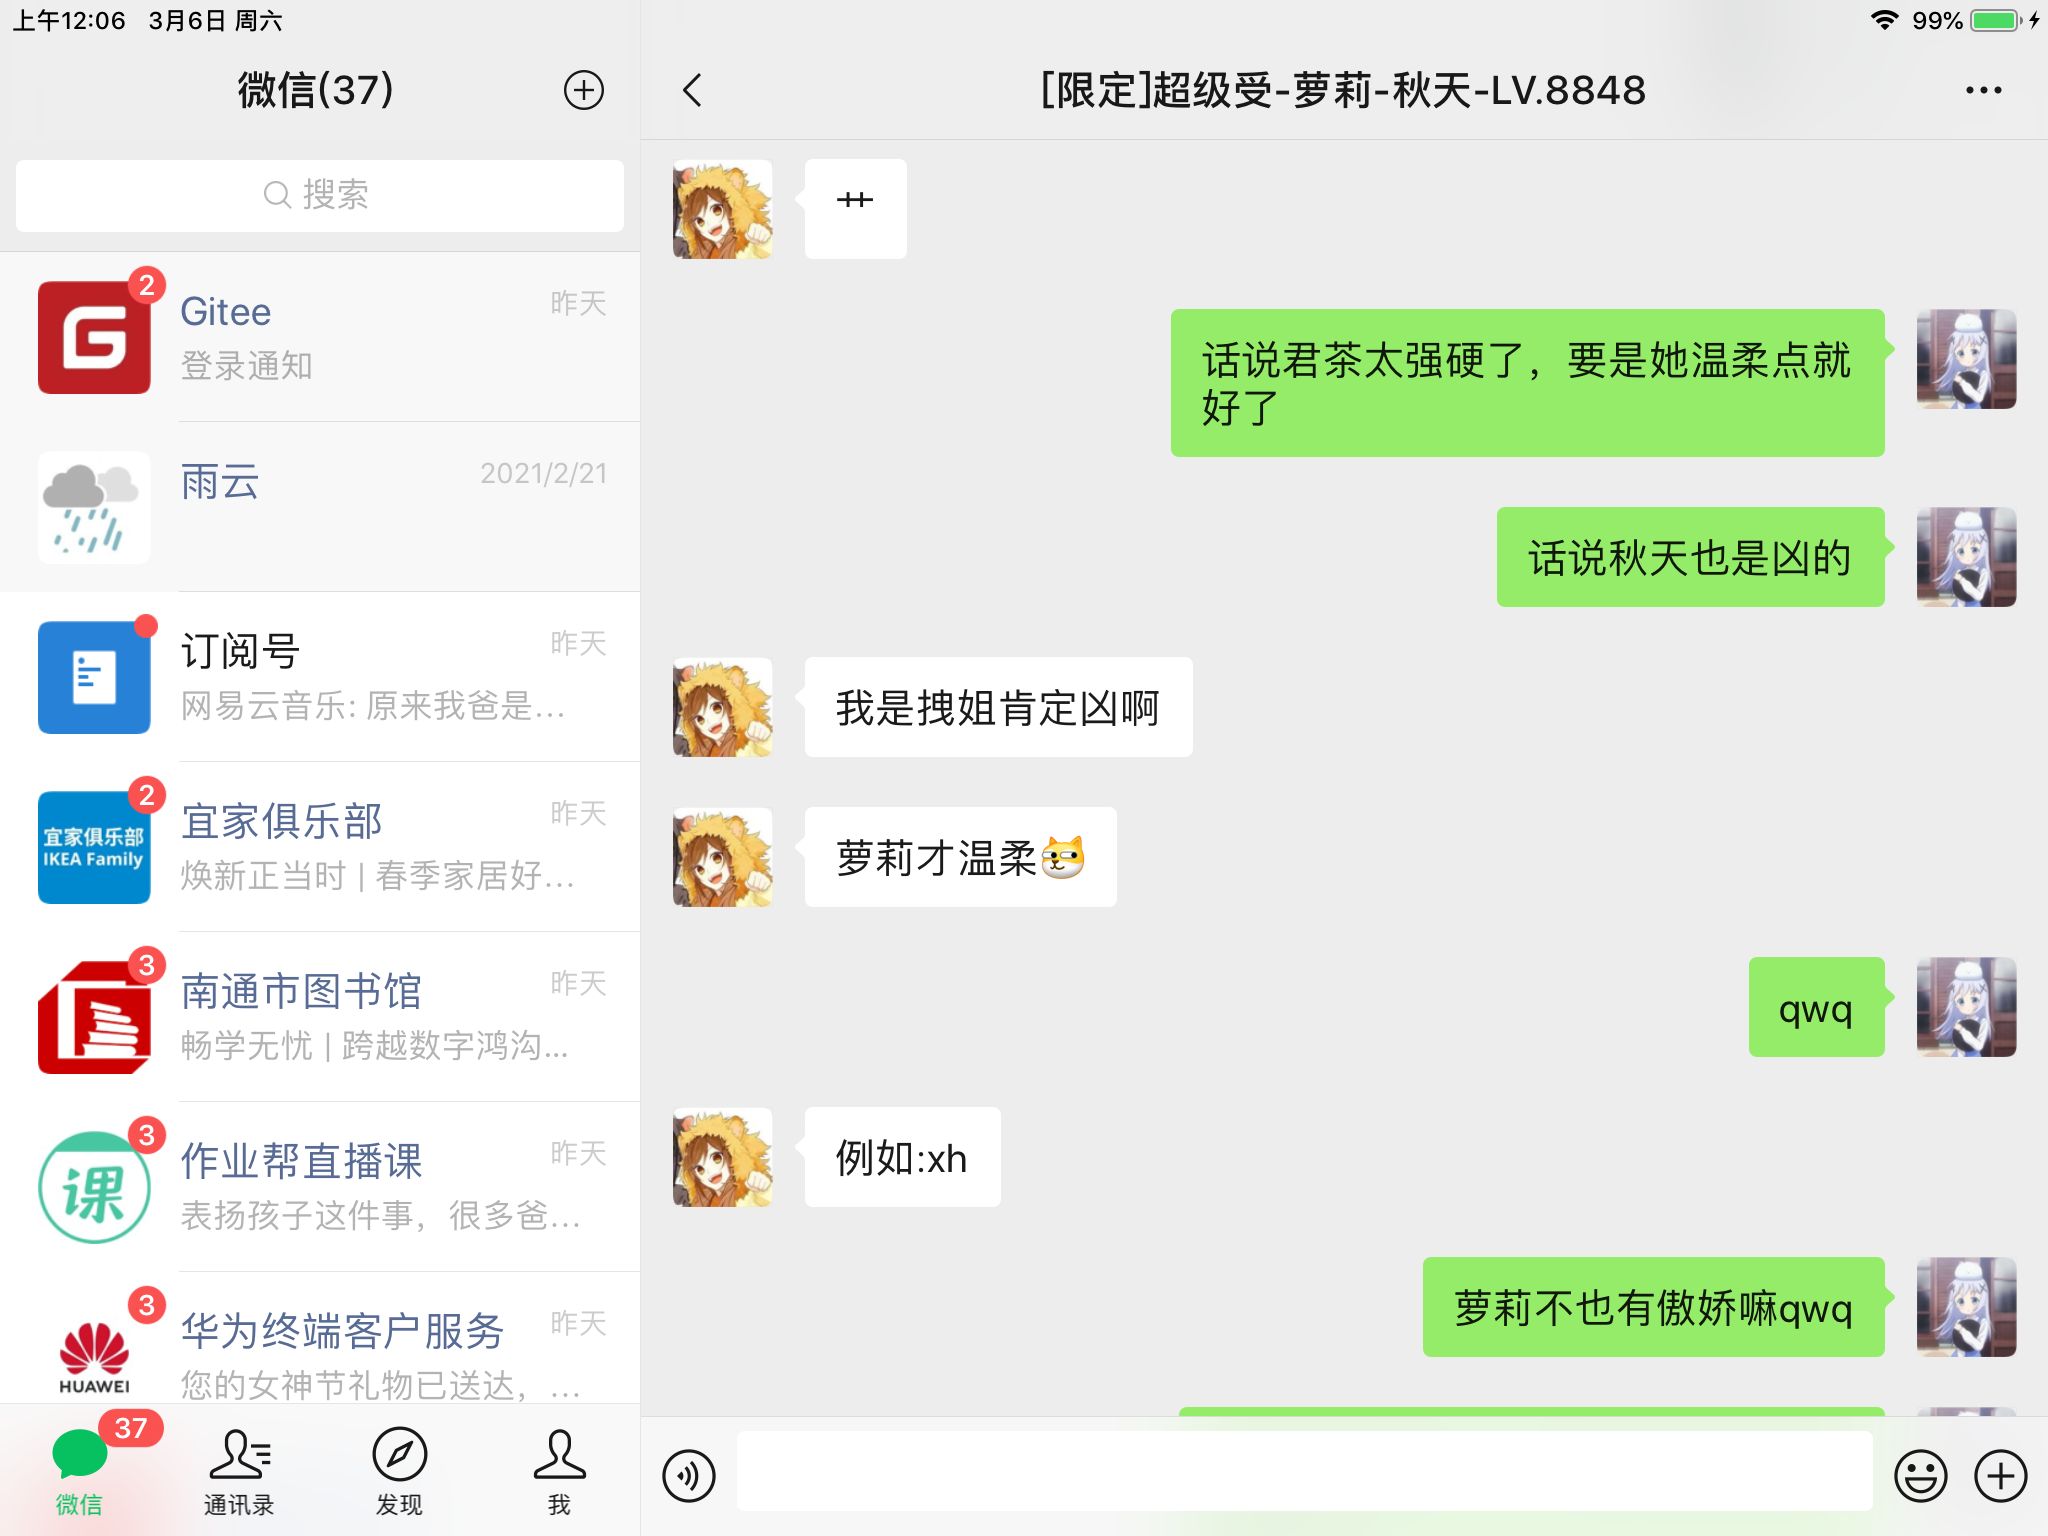 上午12:06 3月6日 周六
99%
微信(37)
搜索
2
Gitee
昨天
登录通知
雨云
2021/2/21
订阅号
昨天
网易云音乐: 原来我爸是...
2
宜家俱乐部
IKEA Family
宜家俱乐部
昨天
焕新正当时 | 春季家居好...
3
南通市图书馆
昨天
畅学无忧 | 跨越数字鸿沟...
3
课
作业帮直播课
昨天
表扬孩子这件事，很多爸...
3
HUAWEI
华为终端客户服务
昨天
您的女神节礼物已送达，...
37
微信
通讯录
发现
我
[限定]超级受-萝莉-秋天-LV.8848
艹
话说君茶太强硬了，要是她温柔点就
好了
话说秋天也是凶的
我是拽姐肯定凶啊
萝莉才温柔
qwq
例如:xh
萝莉不也有傲娇嘛qwq